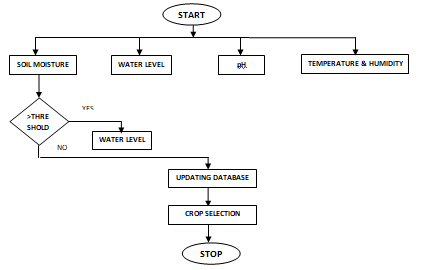 START
SOIL MOISTURE
WATER LEVEL
pH
TEMPERATURE & HUMIDITY
>THRE
SHOLD
YES
WATER LEVEL
NO
UPDATING DATABASE
CROP SELECTION
STOP